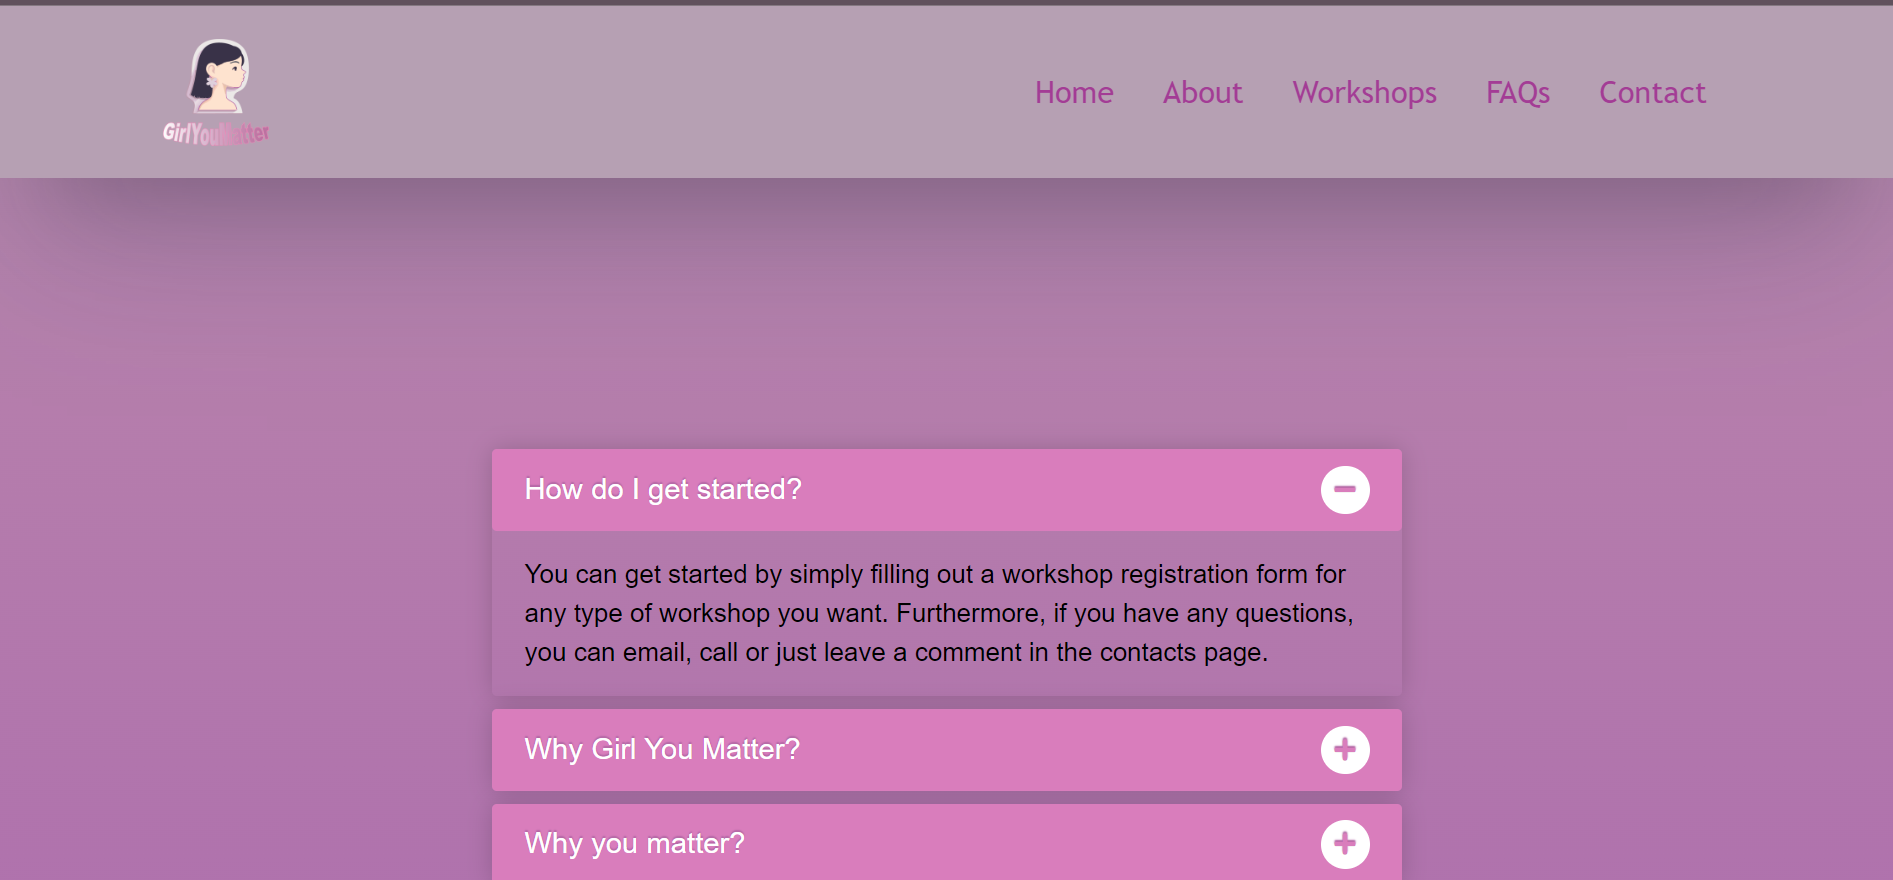 GirlYouMatter
Home About Workshops FAQs Contact
How do I get started?
You can get started by simply filling out a workshop registration form for
any type of workshop you want. Furthermore, if you have any questions,
you can email, call or just leave a comment in the contacts page.
Why Girl You Matter?
Why you matter?